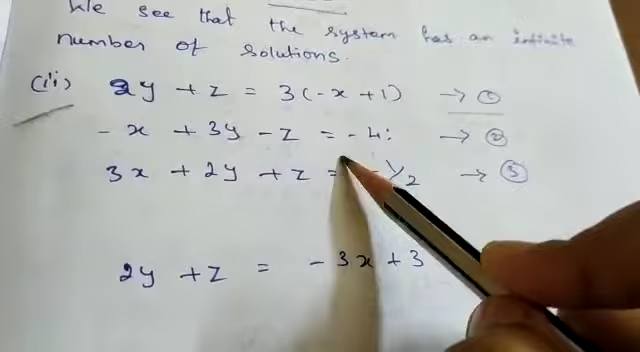 We see that the system has an infinite
number of solutions.
(ii) 2y + z = 3(-x + 1) → ①
- x + 3y - z = - 4; → ②
3x + 2y + z = - 1/2 → ③
2y + z = - 3x + 3